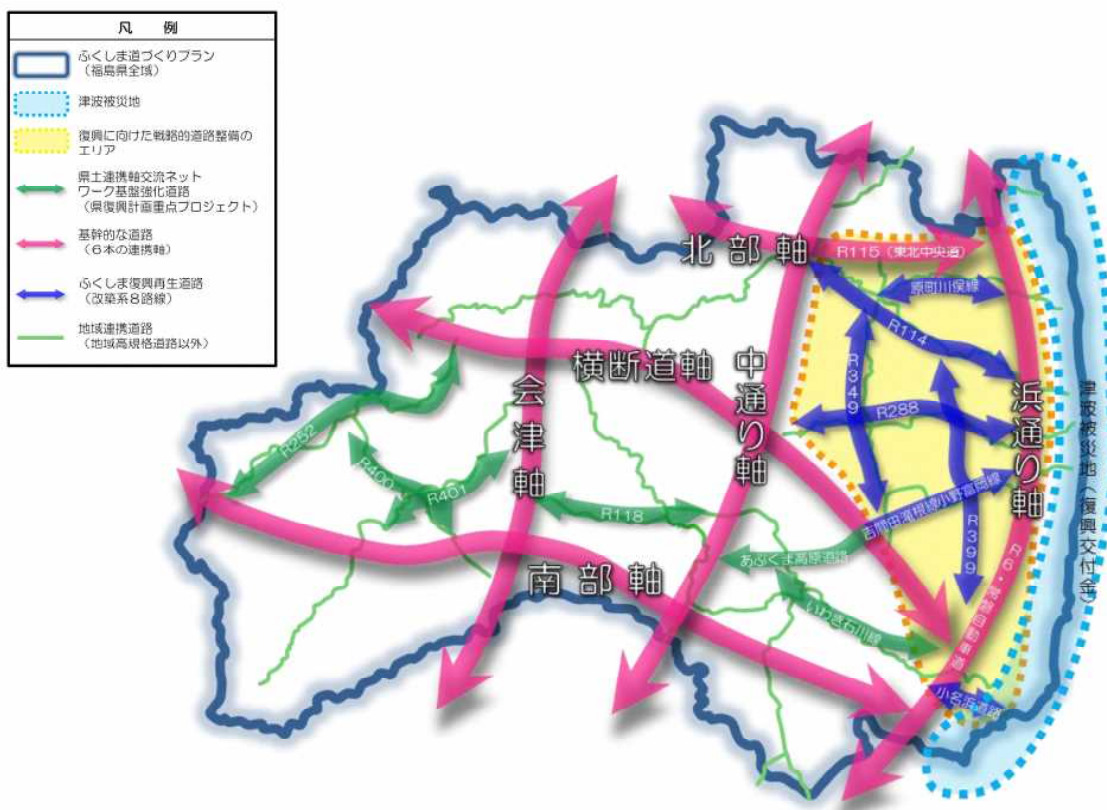 凡　例
ふくしま道づくりプラン
（福島県全域）
津波被災地
復興に向けた戦略的道路整備の
エリア
県土連携軸交流ネット
ワーク基盤強化道路
（県復興計画重点プロジェクト）
基幹的な道路
（６本の連携軸）
ふくしま復興再生道路
（改築系８路線）
地域連携道路
（地域高規格道路以外）
北部軸
R115（東北中央道）
原町川俣線
R114
横断道軸
中通り軸
会津軸
R349
R288
浜通り軸
津波被災地（復興交付金）
R252
R400
R401
R118
吉間田滝根線
小野富岡線
R399
あぶくま高原道路
南部軸
いわき石川線
R6・常磐自動車道
小名浜道路